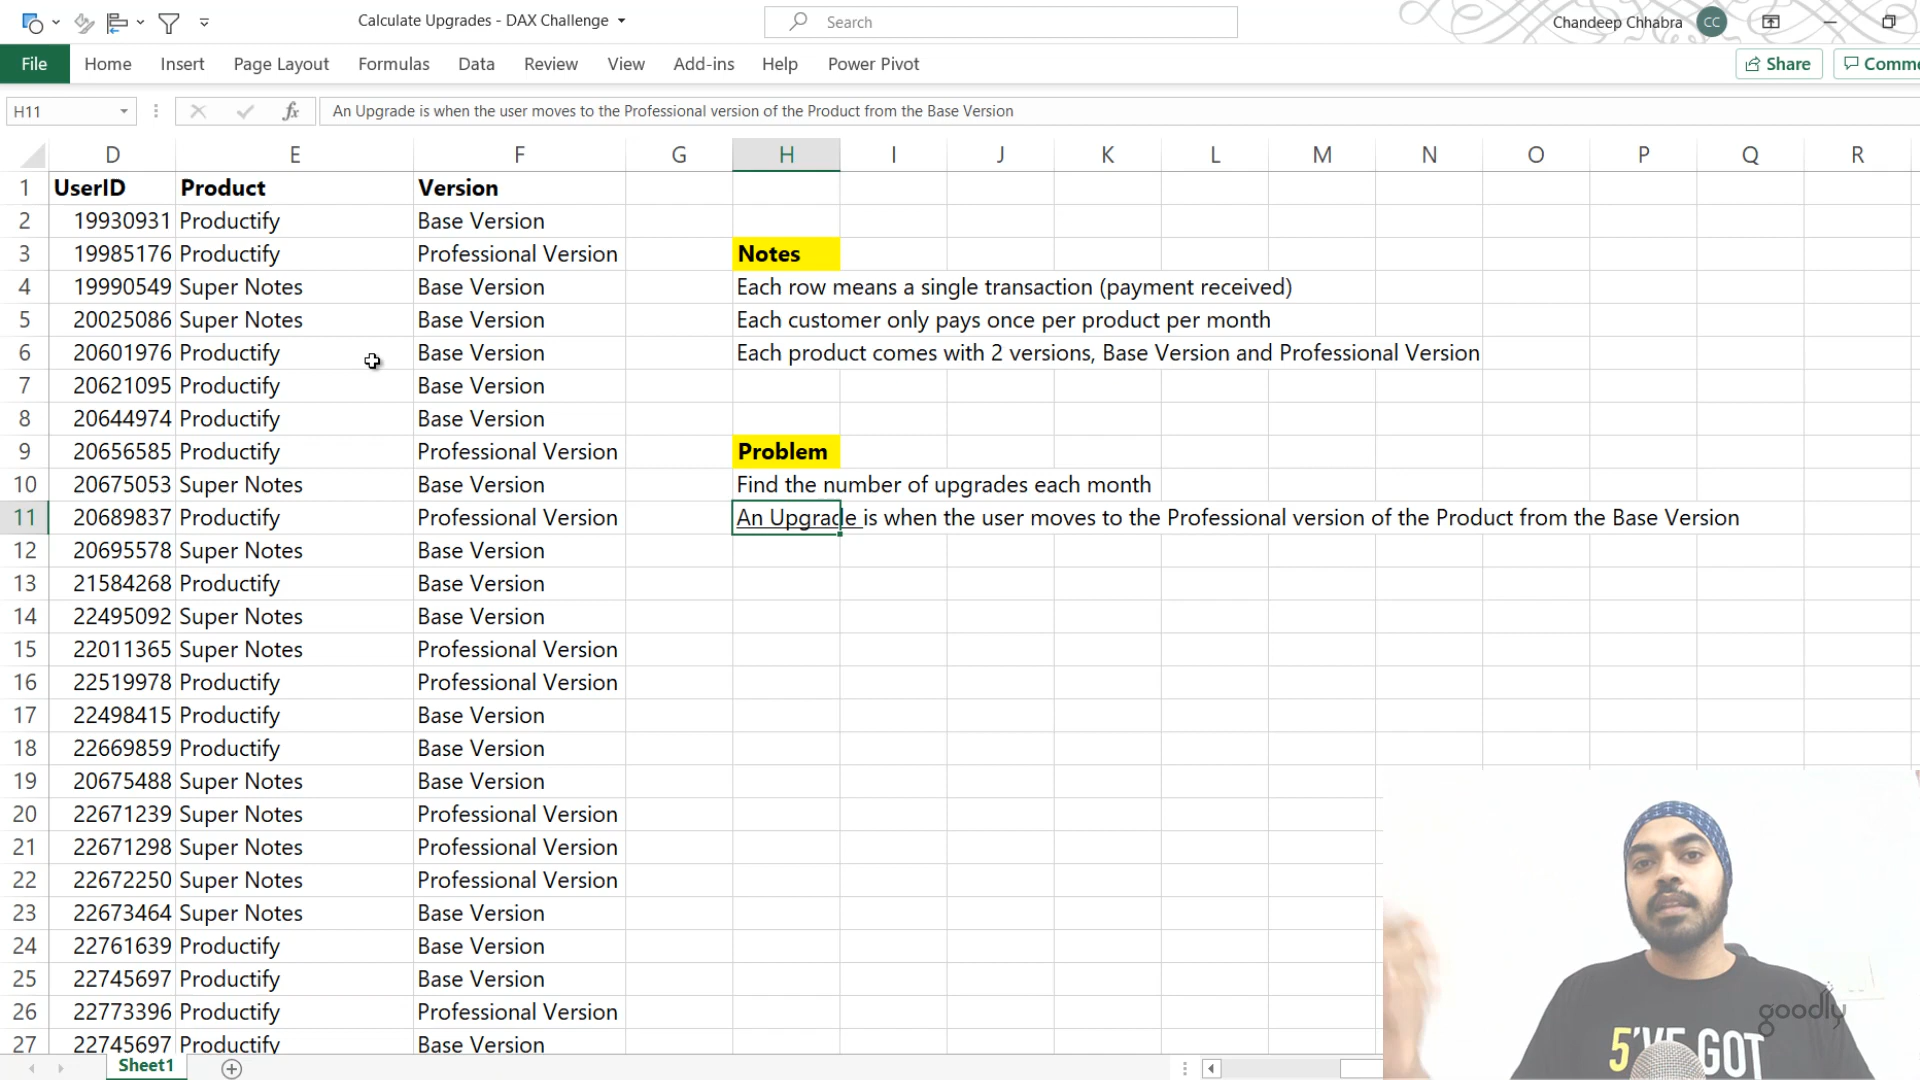 Calculate Upgrades - DAX Challenge
Search
Chandeep Chhabra
CC
File Home Insert Page Layout Formulas Data Review View Add-ins Help Power Pivot
Share
Comme
H11
fx
An Upgrade is when the user moves to the Professional version of the Product from the Base Version
D E F G H I J K L M N O P Q R
1 UserID Product Version
2 19930931 Productify Base Version
3 19985176 Productify Professional Version Notes
4 19990549 Super Notes Base Version Each row means a single transaction (payment received)
5 20025086 Super Notes Base Version Each customer only pays once per product per month
6 20601976 Productify Base Version Each product comes with 2 versions, Base Version and Professional Version
7 20621095 Productify Base Version
8 20644974 Productify Base Version
9 20656585 Productify Professional Version Problem
10 20675053 Super Notes Base Version Find the number of upgrades each month
11 20689837 Productify Professional Version An Upgrade is when the user moves to the Professional version of the Product from the Base Version
12 20695578 Super Notes Base Version
13 21584268 Productify Base Version
14 22495092 Super Notes Base Version
15 22011365 Super Notes Professional Version
16 22519978 Productify Professional Version
17 22498415 Productify Base Version
18 22669859 Productify Base Version
19 20675488 Super Notes Base Version
20 22671239 Super Notes Professional Version
21 22671298 Super Notes Professional Version
22 22672250 Super Notes Professional Version
23 22673464 Super Notes Base Version
24 22761639 Productify Base Version
25 22745697 Productify Base Version
26 22773396 Productify Professional Version
27 22745697 Productify Base Version
goodly
5'VE GOT
Sheet1